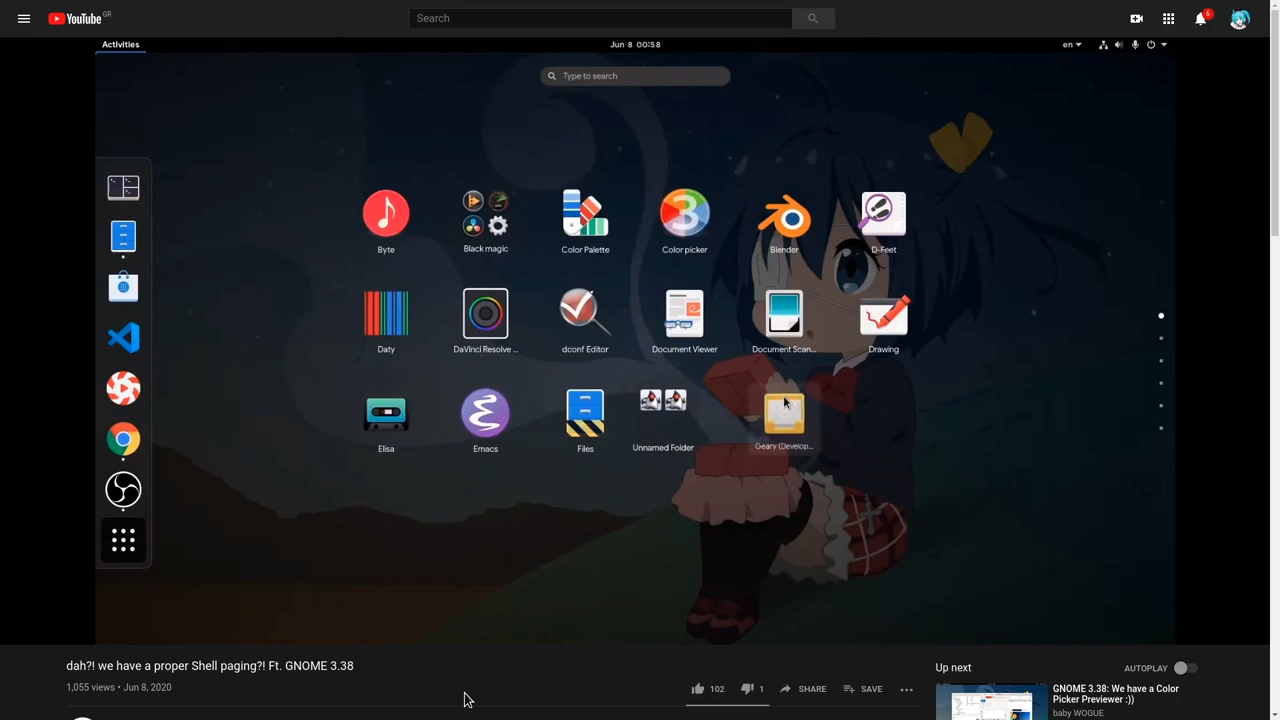 YouTube GR
Search
6
Activities
Jun 8 00:58
en
Type to search
Byte
Black magic
Color Palette
3
Color picker
Blender
D-Feet
Daty
DaVinci Resolve ...
dconf Editor
Document Viewer
Document Scan...
Drawing
Elisa
Emacs
Files
Unnamed Folder
Geary (Develop...
dah?! we have a proper Shell paging?! Ft. GNOME 3.38
1,055 views • Jun 8, 2020
102
1
SHARE
SAVE
Up next
AUTOPLAY
GNOME 3.38: We have a Color
Picker Previewer :))
baby WOGUE